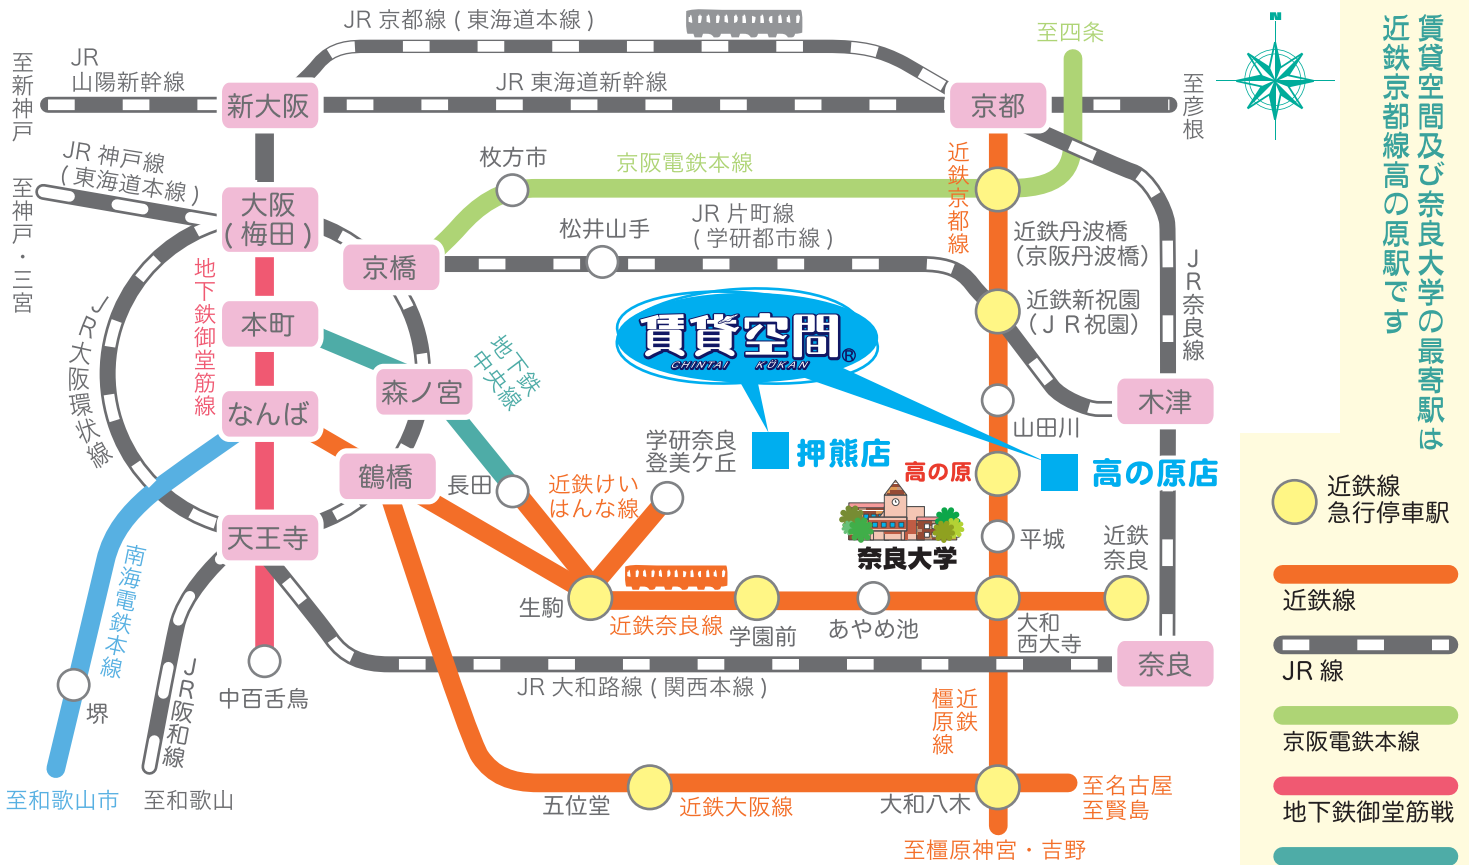 JR 京都線 ( 東海道本線 )
至四条
N
賃貸空間及び奈良大学の最寄駅は
近鉄京都線高の原駅です
至新神戸
JR
山陽新幹線
新大阪
JR 東海道新幹線
京都
至彦根
JR 神戸線
( 東海道本線 )
至神戸・三宮
大阪
( 梅田 )
枚方市
京阪電鉄本線
近鉄京都線
松井山手
JR 片町線
( 学研都市線 )
近鉄丹波橋
（京阪丹波橋）
京橋
地下鉄御堂筋線
JR奈良線
近鉄新祝園
（ＪＲ祝園）
本町
JR大阪環状線
賃貸空間®
CHINTAI KÜKAN
地下鉄
中央線
森ノ宮
木津
なんば
山田川
学研奈良
登美ケ丘
押熊店
高の原
高の原店
鶴橋
長田
近鉄けい
はんな線
近鉄線
急行停車駅
天王寺
奈良大学
平城
近鉄
奈良
南海電鉄本線
生駒
近鉄奈良線
学園前
あやめ池
大和
西大寺
近鉄線
中百舌鳥
JR 大和路線 ( 関西本線 )
奈良
JR 線
堺
JR阪和線
近鉄
橿原線
京阪電鉄本線
至和歌山市
至和歌山
五位堂
近鉄大阪線
大和八木
至名古屋
至賢島
地下鉄御堂筋戦
至橿原神宮・吉野